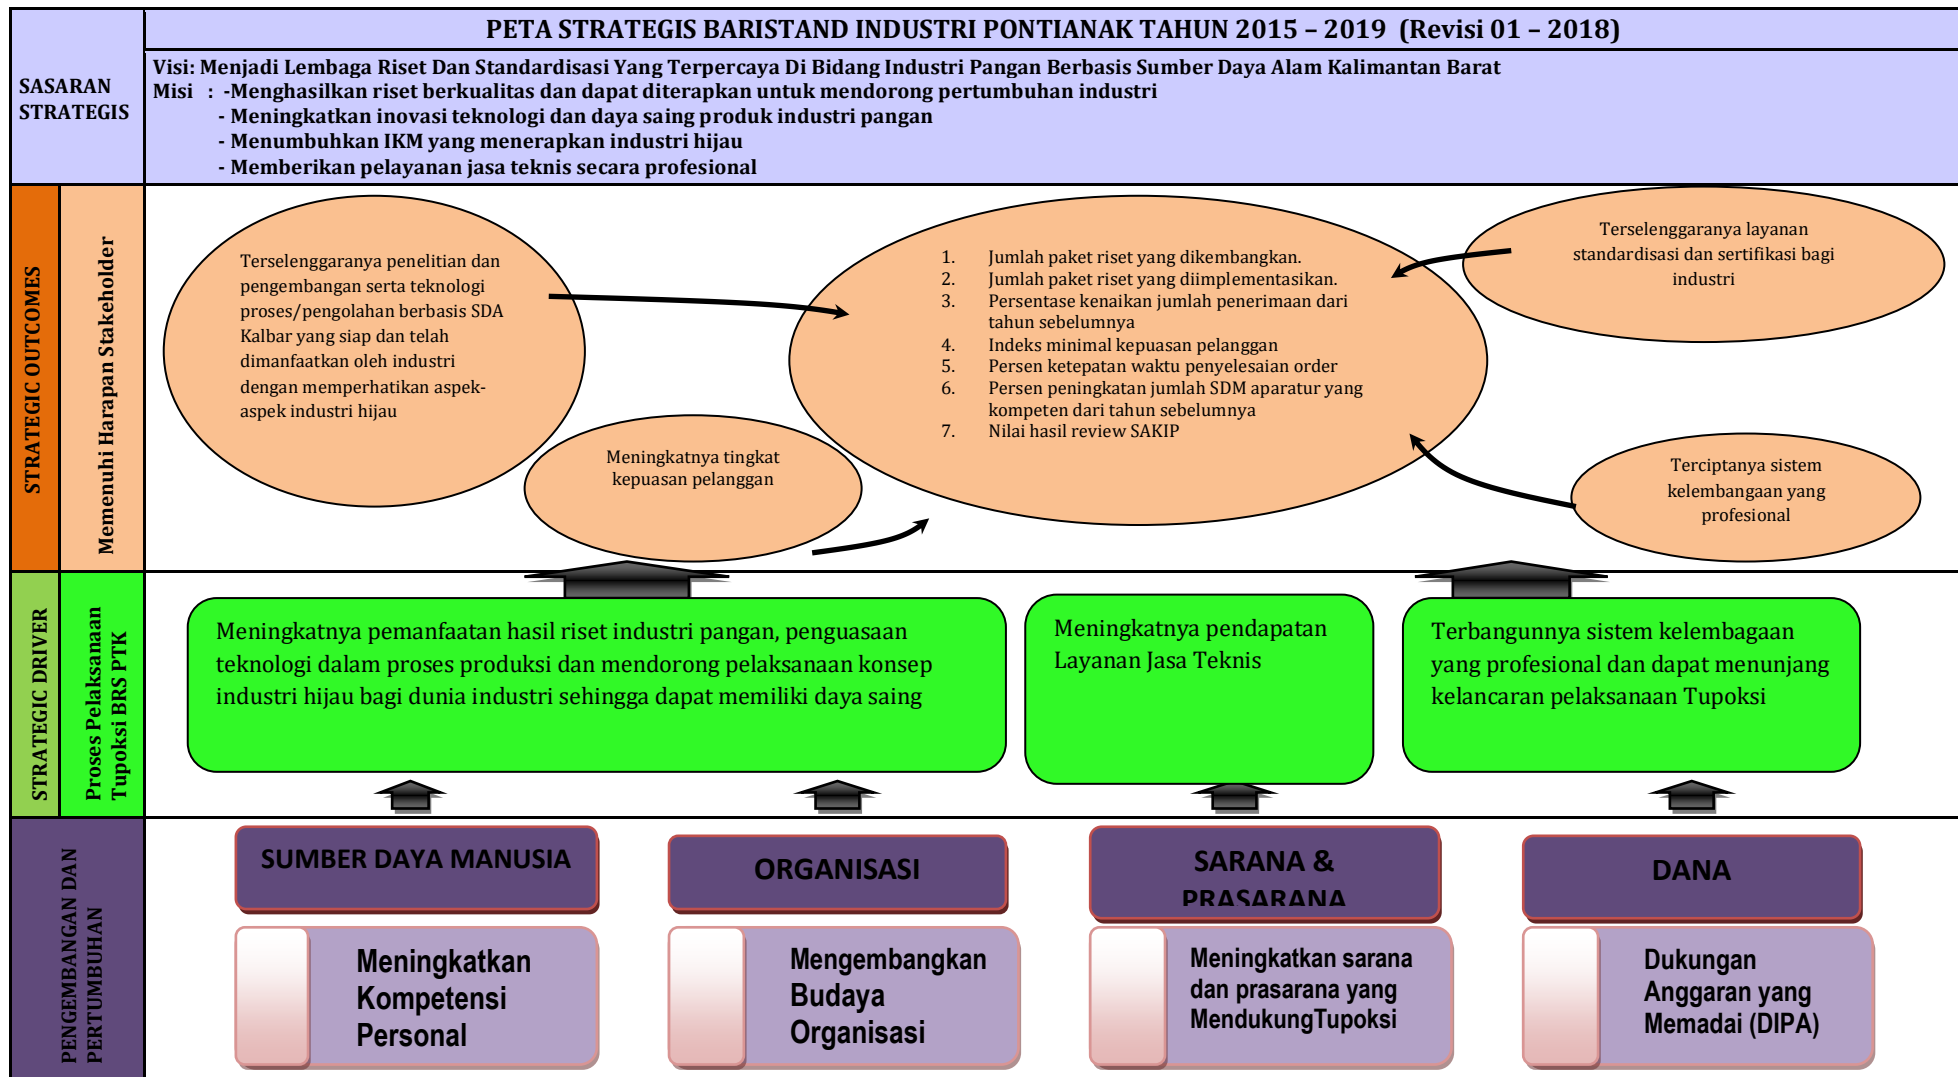 PETA STRATEGIS BARISTAND INDUSTRI PONTIANAK TAHUN 2015 – 2019 (Revisi 01 – 2018)
SASARAN
STRATEGIS
Visi: Menjadi Lembaga Riset Dan Standardisasi Yang Terpercaya Di Bidang Industri Pangan Berbasis Sumber Daya Alam Kalimantan Barat
Misi : -Menghasilkan riset berkualitas dan dapat diterapkan untuk mendorong pertumbuhan industri
- Meningkatkan inovasi teknologi dan daya saing produk industri pangan
- Menumbuhkan IKM yang menerapkan industri hijau
- Memberikan pelayanan jasa teknis secara profesional
STRATEGIC OUTCOMES
Memenuhi Harapan Stakeholder
Terselenggaranya penelitian dan
pengembangan serta teknologi
proses/pengolahan berbasis SDA
Kalbar yang siap dan telah
dimanfaatkan oleh industri
dengan memperhatikan aspek-
aspek industri hijau
Meningkatnya tingkat
kepuasan pelanggan
1. Jumlah paket riset yang dikembangkan.
2. Jumlah paket riset yang diimplementasikan.
3. Persentase kenaikan jumlah penerimaan dari
tahun sebelumnya
4. Indeks minimal kepuasan pelanggan
5. Persen ketepatan waktu penyelesaian order
6. Persen peningkatan jumlah SDM aparatur yang
kompeten dari tahun sebelumnya
7. Nilai hasil review SAKIP
Terselenggaranya layanan
standardisasi dan sertifikasi bagi
industri
Terciptanya sistem
kelembangaan yang
profesional
STRATEGIC DRIVER
Proses Pelaksanaan
Tupoksi BRS PTK
Meningkatnya pemanfaatan hasil riset industri pangan, penguasaan
teknologi dalam proses produksi dan mendorong pelaksanaan konsep
industri hijau bagi dunia industri sehingga dapat memiliki daya saing
Meningkatnya pendapatan
Layanan Jasa Teknis
Terbangunnya sistem kelembagaan
yang profesional dan dapat menunjang
kelancaran pelaksanaan Tupoksi
PENGEMBANGAN DAN
PERTUMBUHAN
SUMBER DAYA MANUSIA
Meningkatkan
Kompetensi
Personal
ORGANISASI
Mengembangkan
Budaya
Organisasi
SARANA &
PRASARANA
Meningkatkan sarana
dan prasarana yang
MendukungTupoksi
DANA
Dukungan
Anggaran yang
Memadai (DIPA)